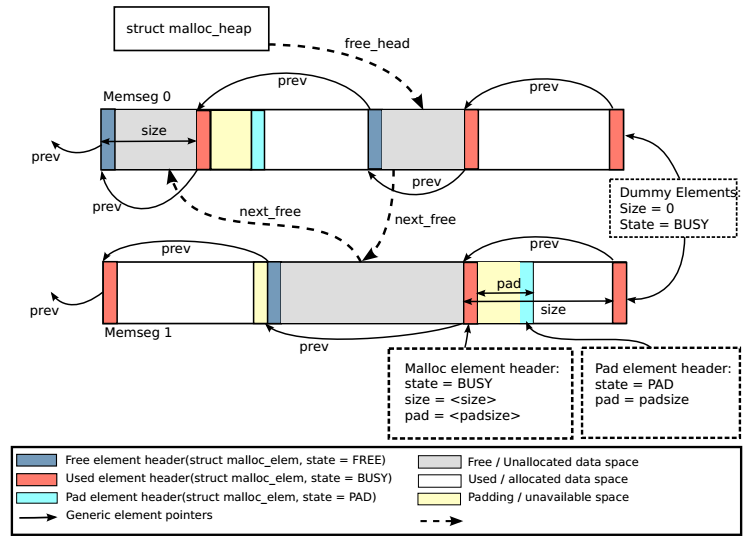 struct malloc_heap
free_head
prev
prev
Memseg 0
size
prev
prev
prev
Dummy Elements:
Size = 0
State = BUSY
next_free
next_free
prev
prev
pad
size
prev
Memseg 1
prev
Malloc element header:
state = BUSY
size = <size>
pad = <padsize>
Pad element header:
state = PAD
pad = padsize
Free element header(struct malloc_elem, state = FREE)
Used element header(struct malloc_elem, state = BUSY)
Pad element header(struct malloc_elem, state = PAD)
Generic element pointers
Free / Unallocated data space
Used / allocated data space
Padding / unavailable space